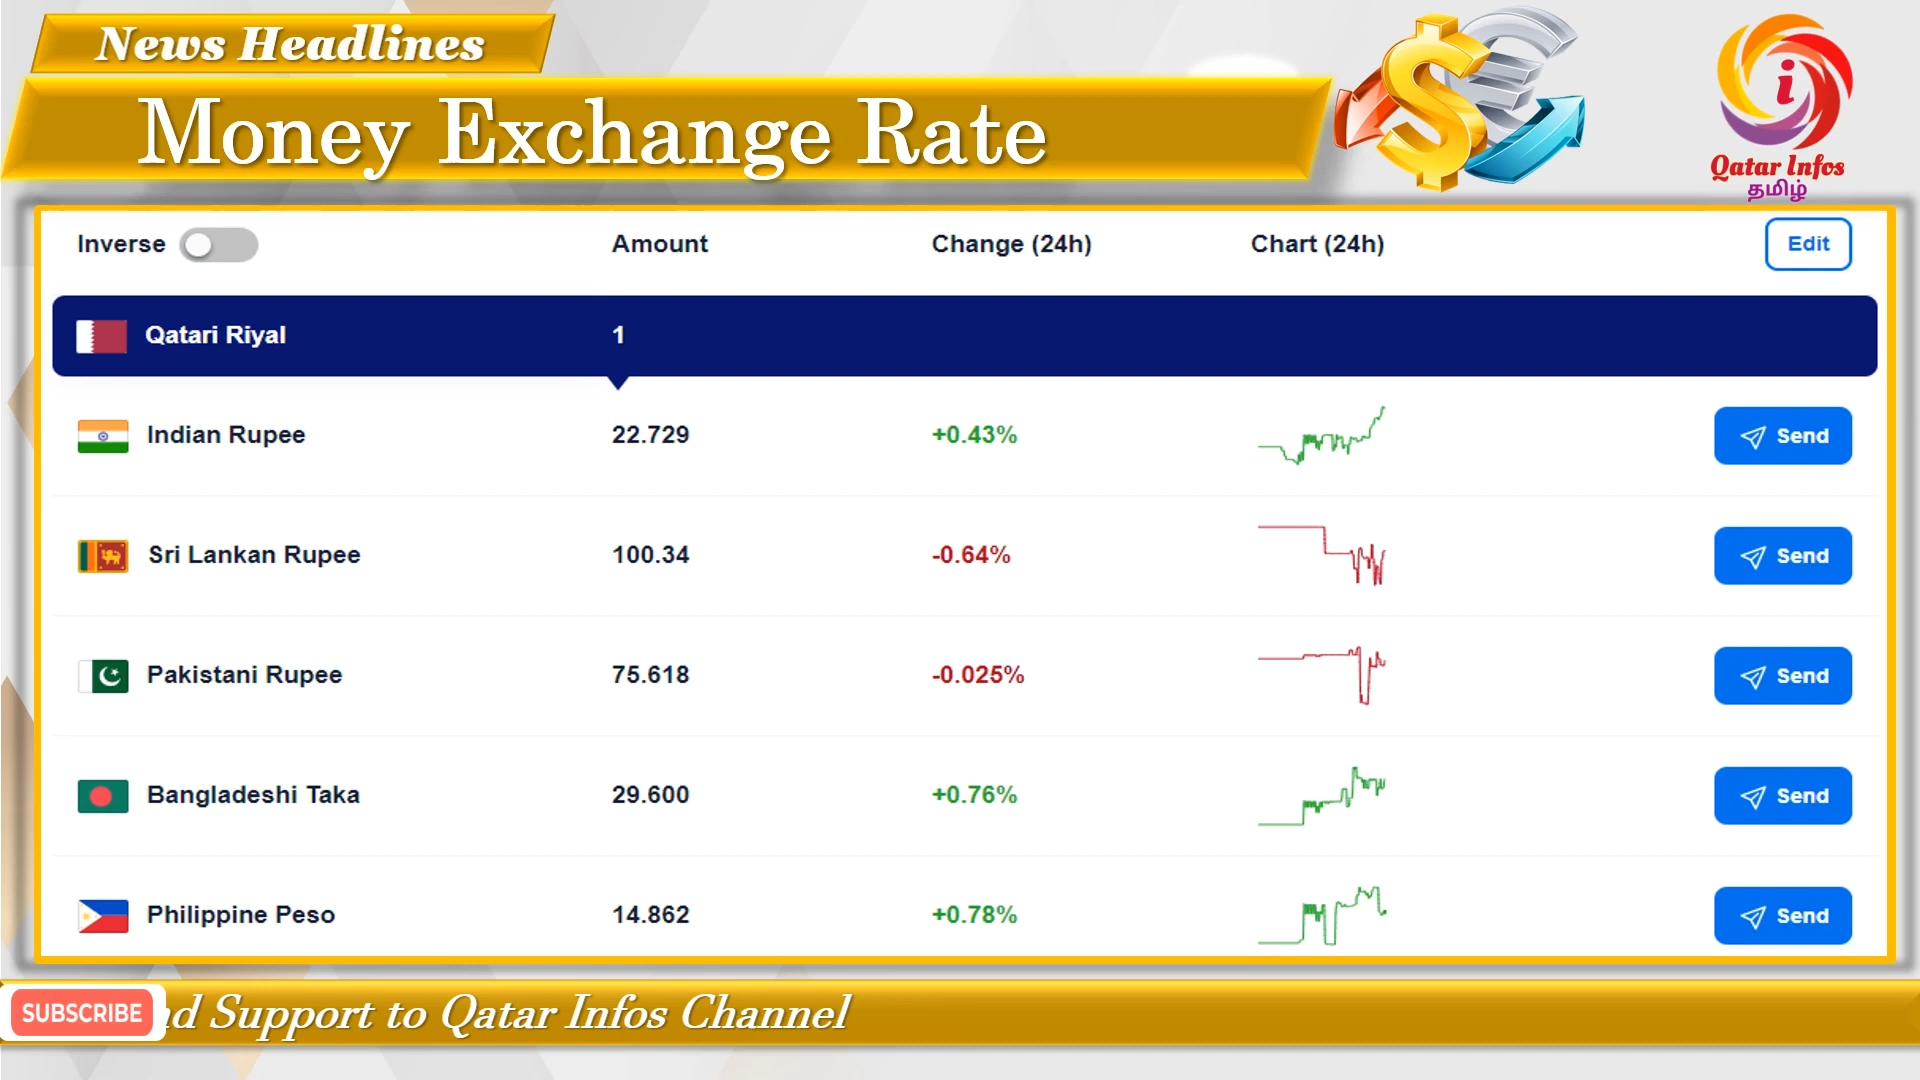 News Headlines
Money Exchange Rate
i
Qatar Infos
தமிழ்
Inverse Amount Change (24h) Chart (24h) Edit
Qatari Riyal 1
Indian Rupee 22.729 +0.43% Send
Sri Lankan Rupee 100.34 -0.64% Send
Pakistani Rupee 75.618 -0.025% Send
Bangladeshi Taka 29.600 +0.76% Send
Philippine Peso 14.862 +0.78% Send
SUBSCRIBE Support to Qatar Infos Channel